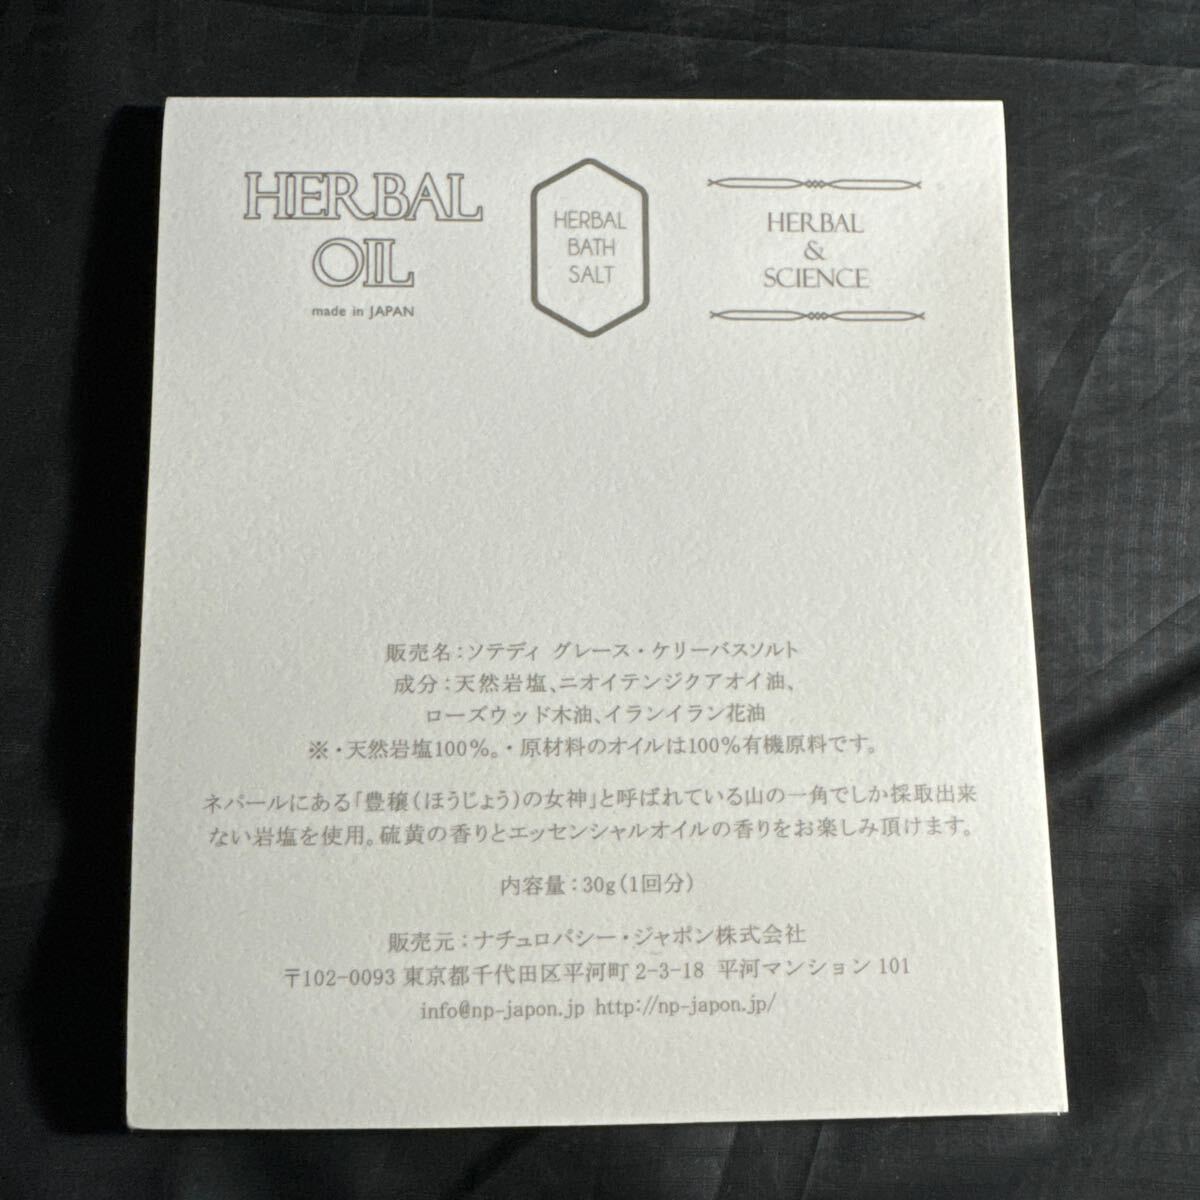 HERBAL
OIL
made in JAPAN
HERBAL
BATH
SALT
HERBAL
&
SCIENCE
販売名：ソテディ グレース・ケリーバスソルト
成分：天然岩塩、ニオイテンジクアオイ油、
ローズウッド木油、イランイラン花油
※・天然岩塩100％。・原材料のオイルは100％有機原料です。
ネパールにある「豊穣（ほうじょう）の女神」と呼ばれている山の一角でしか採取出来
ない岩塩を使用。硫黄の香りとエッセンシャルオイルの香りをお楽しみ頂けます。
内容量：30g（1回分）
販売元：ナチュロパシー・ジャポン株式会社
〒102-0093 東京都千代田区平河町 2-3-18 平河マンション 101
info@np-japon.jp http://np-japon.jp/